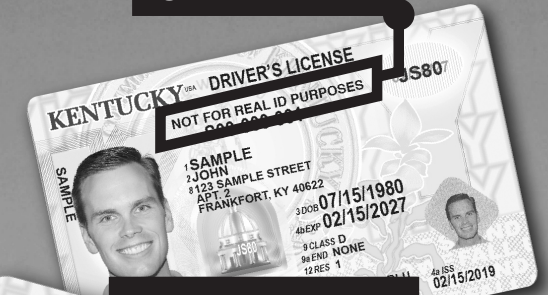 KENTUCKY USA DRIVER'S LICENSE
NOT FOR REAL ID PURPOSES
JS80
SAMPLE
1 SAMPLE
2 JOHN
8 123 SAMPLE STREET
APT. 2
FRANKFORT, KY 40622
3 DOB 07/15/1980
4b EXP 02/15/2027
JS80
9 CLASS D
9a END NONE
12 RES 1
4a ISS
02/15/2019